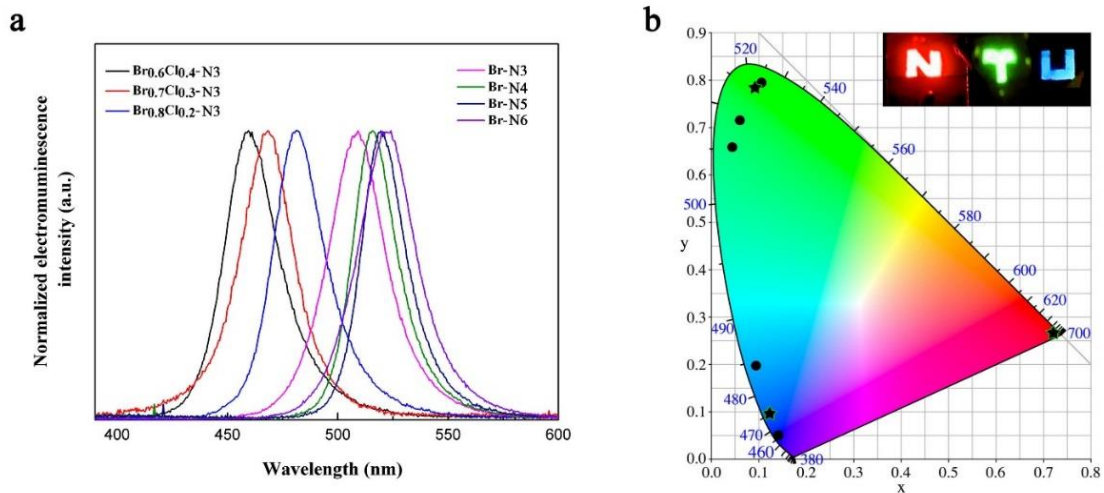 a
Normalized electromuminescence
intensity (a.u.)
Br0.6Cl0.4-N3
Br0.7Cl0.3-N3
Br0.8Cl0.2-N3
Br-N3
Br-N4
Br-N5
Br-N6
400 450 500 550 600
Wavelength (nm)
b
0.9
0.8
0.7
0.6
0.5
y
0.4
0.3
0.2
0.1
0.0
0.0 0.1 0.2 0.3 0.4 0.5 0.6 0.7 0.8
x
520
540
560
580
600
620
700
500
490
480
470
460
380
N T U